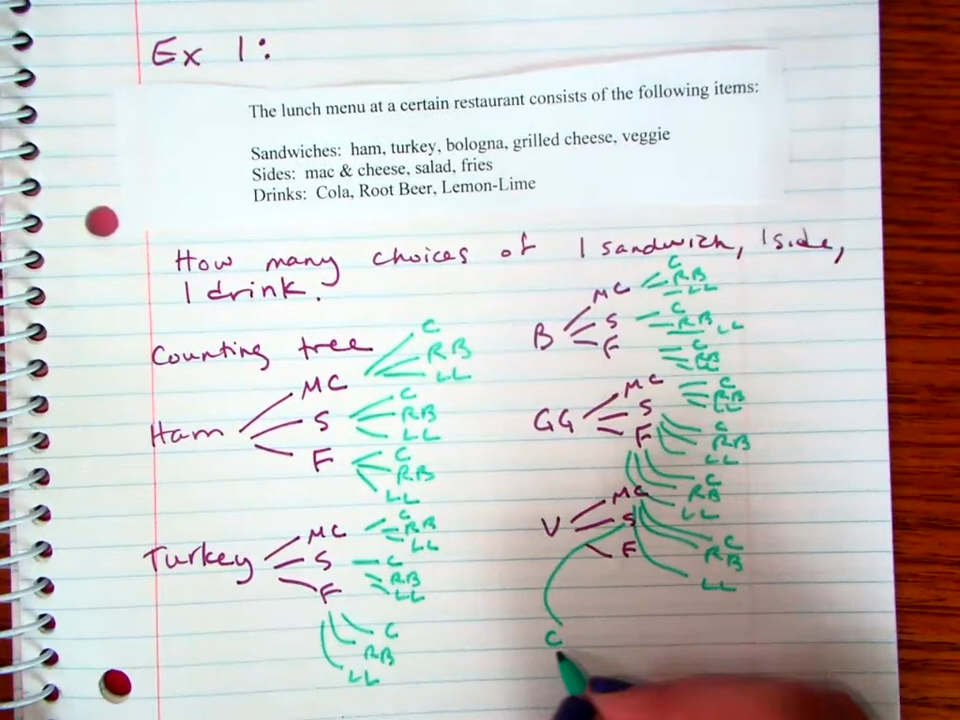 Ex 1:
The lunch menu at a certain restaurant consists of the following items:
Sandwiches: ham, turkey, bologna, grilled cheese, veggie
Sides: mac & cheese, salad, fries
Drinks: Cola, Root Beer, Lemon-Lime
How many choices of 1 sandwich, 1 side,
1 drink.
Counting tree
Ham
MC
C
RB
LL
S
C
RB
LL
F
C
RB
LL
Turkey
MC
C
RB
LL
S
C
RB
LL
F
C
RB
LL
B
MC
C
RB
LL
S
C
RB
LL
F
C
RB
LL
GG
MC
C
RB
LL
S
C
RB
LL
F
C
RB
LL
V
MC
C
RB
LL
S
C
F